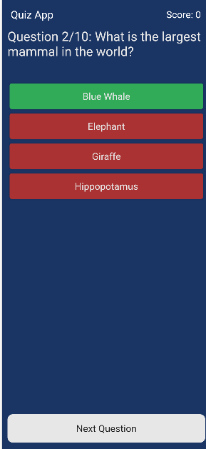 Quiz App Score: 0
Question 2/10: What is the largest
mammal in the world?
Blue Whale
Elephant
Giraffe
Hippopotamus
Next Question